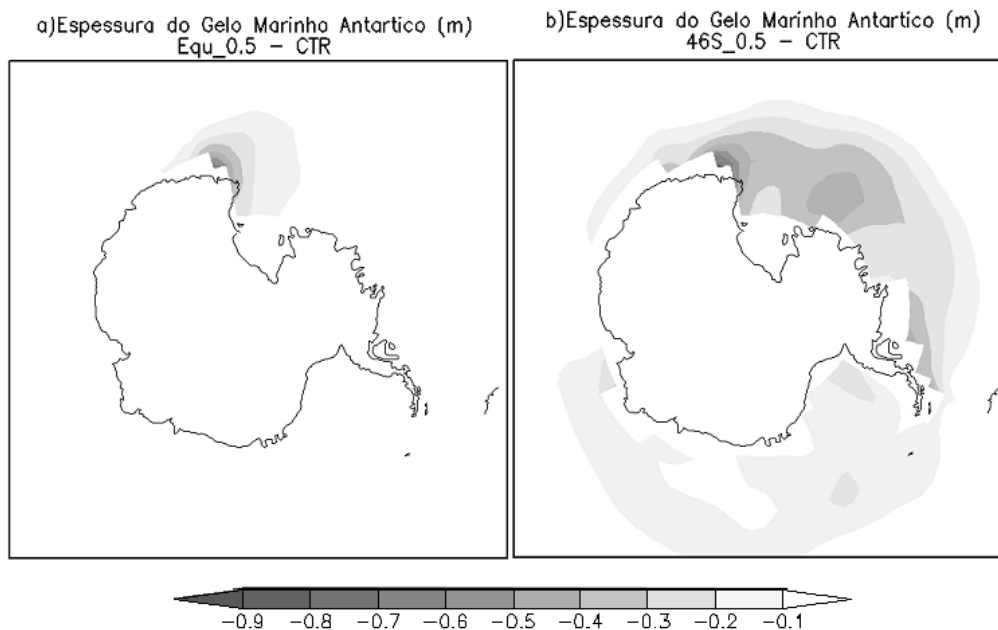 a)Espessura do Gelo Marinho Antartico (m)
Equ_0.5 - CTR
b)Espessura do Gelo Marinho Antartico (m)
46S_0.5 - CTR
-0.9 -0.8 -0.7 -0.6 -0.5 -0.4 -0.3 -0.2 -0.1